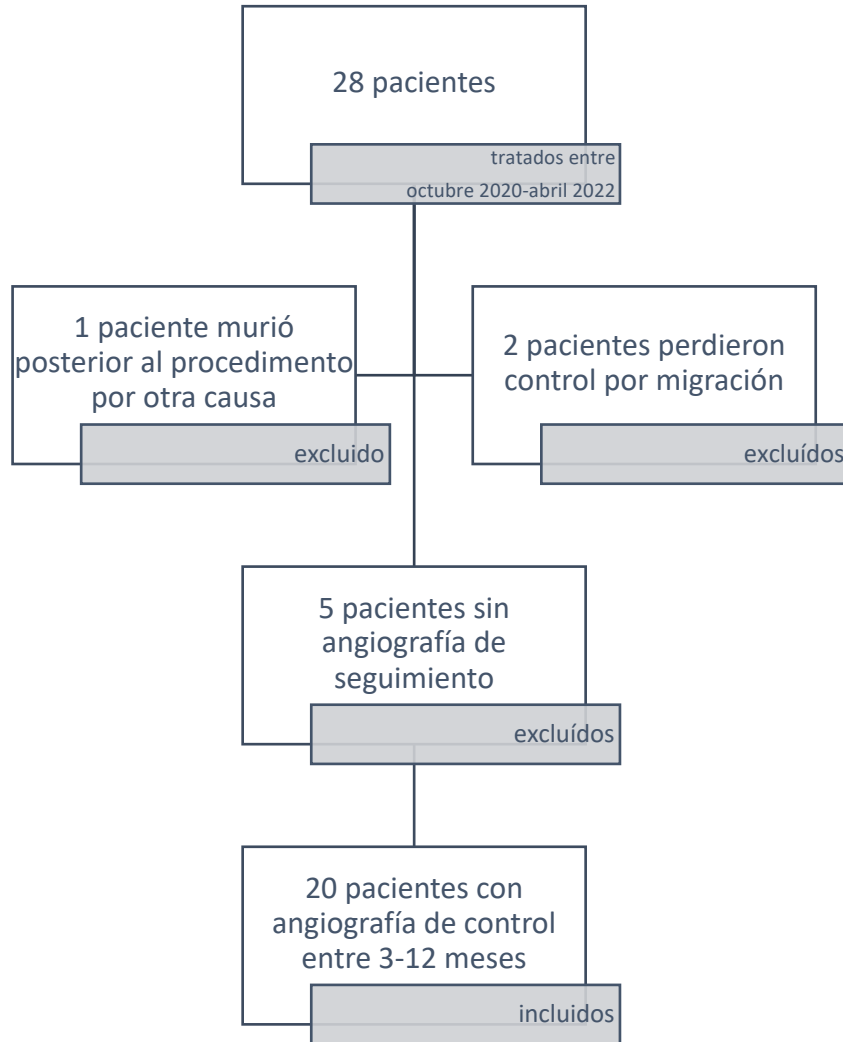 28 pacientes
tratados entre
octubre 2020-abril 2022
1 paciente murió
posterior al procedimento
por otra causa
excluido
2 pacientes perdieron
control por migración
excluídos
5 pacientes sin
angiografía de
seguimiento
excluídos
20 pacientes con
angiografía de control
entre 3-12 meses
incluidos